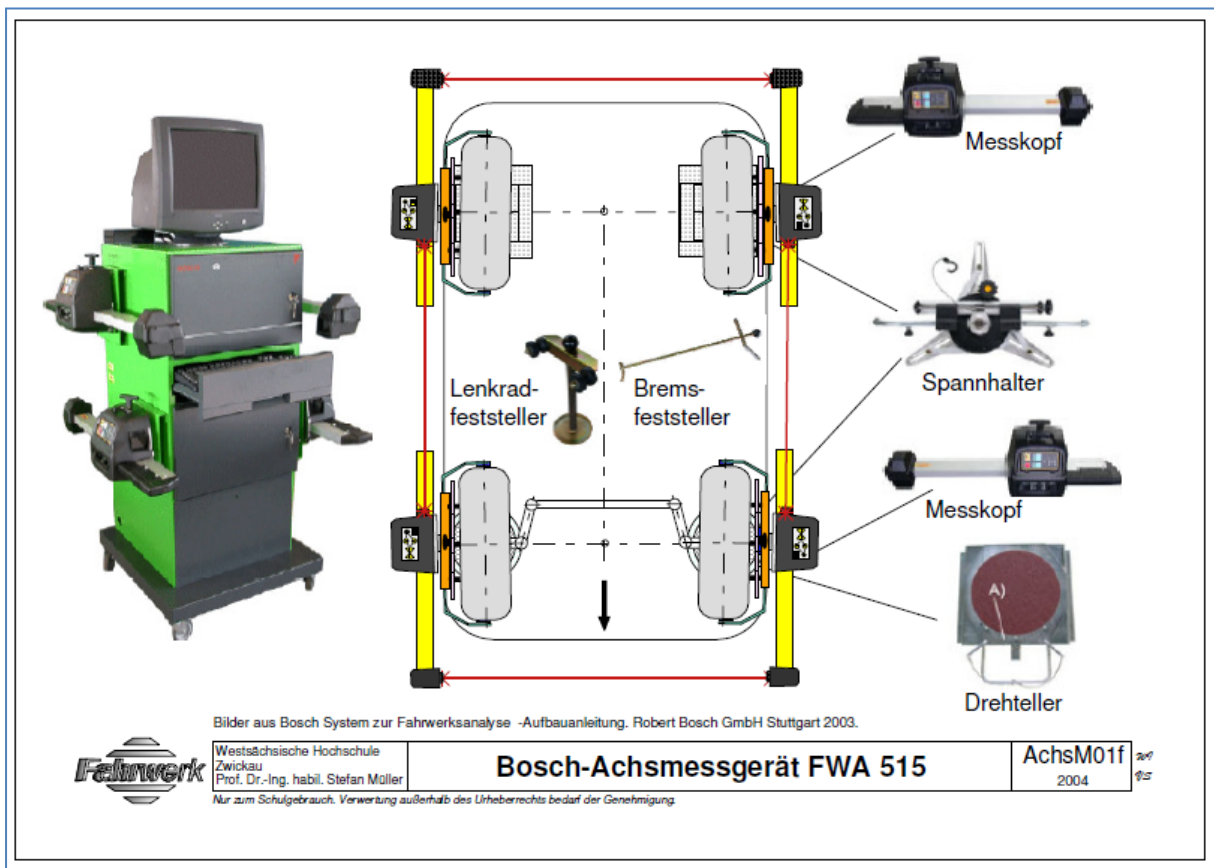 Messkopf
Lenkrad-
feststeller
Brems-
feststeller
Spannhalter
Messkopf
A)
Drehteller
Bilder aus Bosch System zur Fahrwerksanalyse -Aufbauanleitung. Robert Bosch GmbH Stuttgart 2003.
Fahrwerk
Westsächsische Hochschule
Zwickau
Prof. Dr.-Ing. habil. Stefan Müller
Bosch-Achsmessgerät FWA 515
AchsM01f
2004
Nur zum Schulgebrauch. Verwertung außerhalb des Urheberrechts bedarf der Genehmigung.